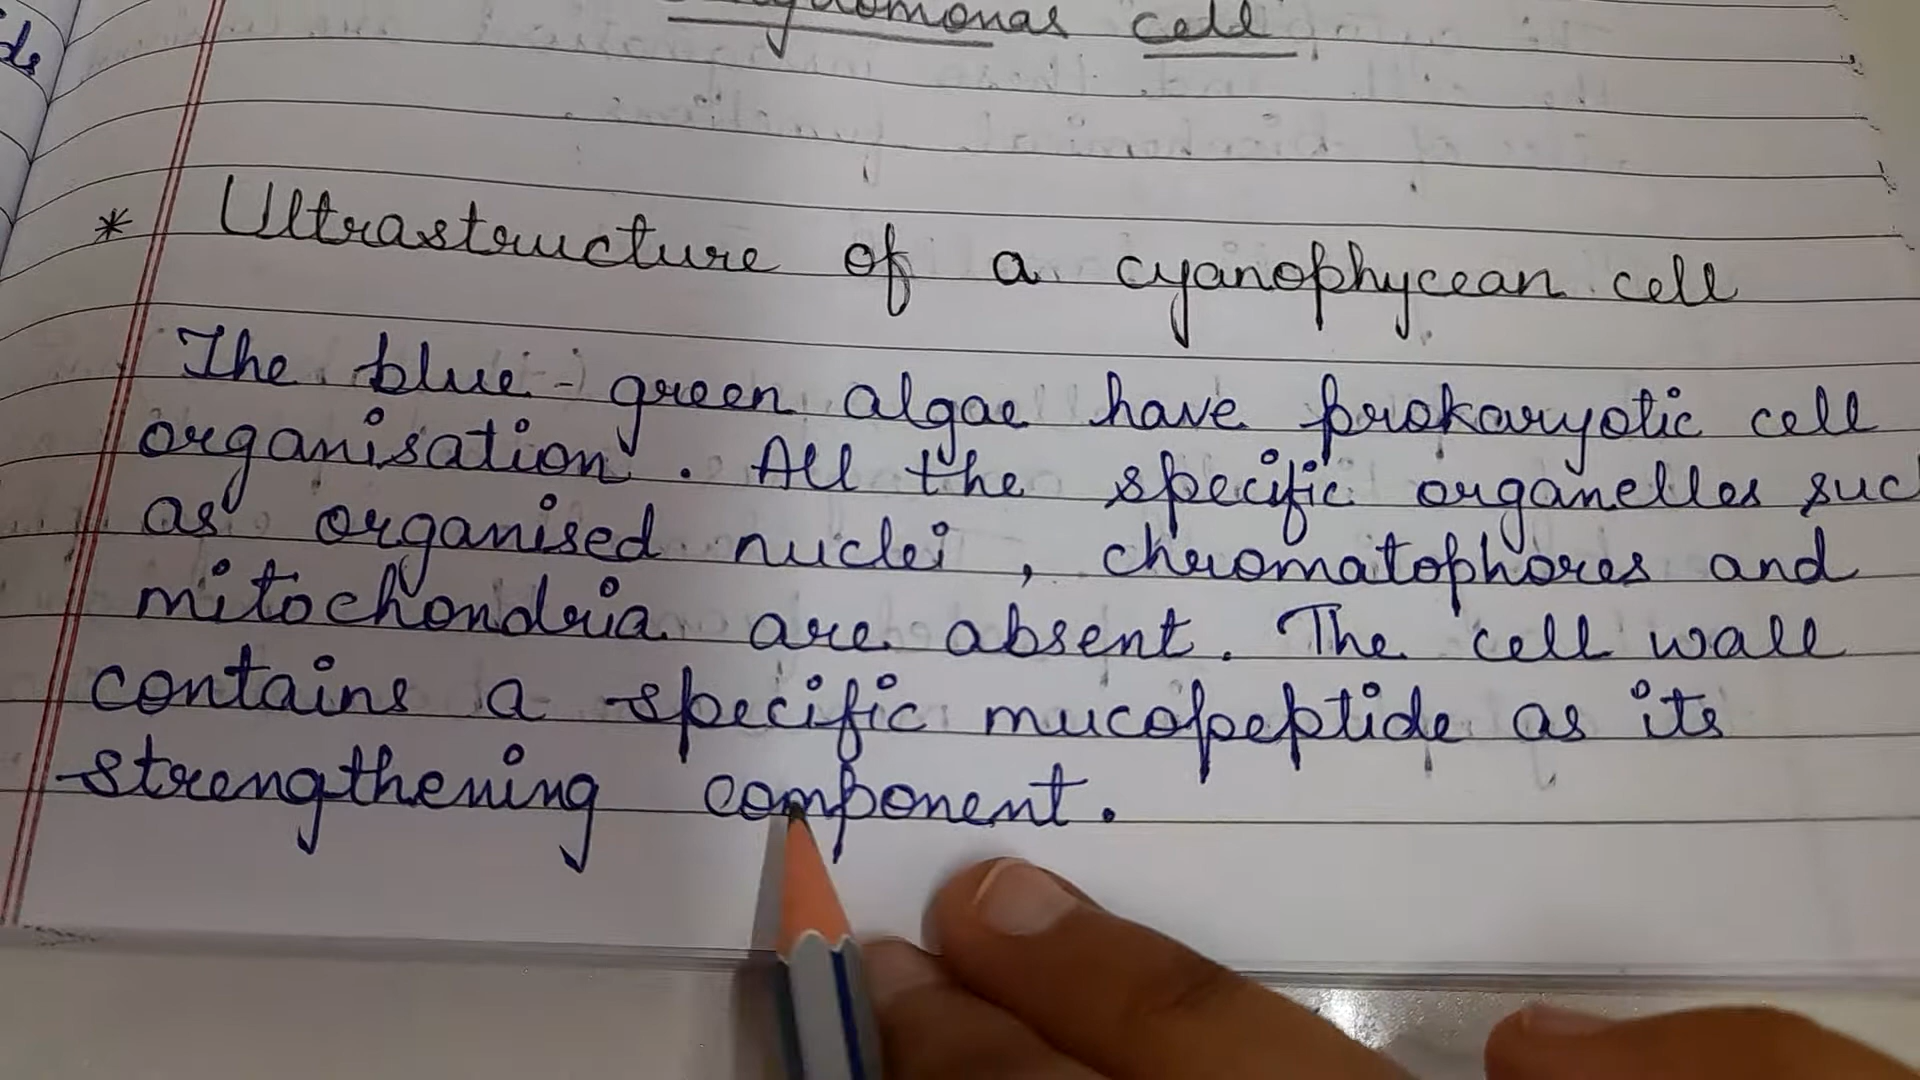 cell
* Ultrastructure of a cyanophycean cell
The blue-green algae have prokaryotic cell
organisation. All the specific organelles suc
as organised nuclei, chromatophores and
mitochondria are absent. The cell wall
contains a specific mucopeptide as its
strengthening component.